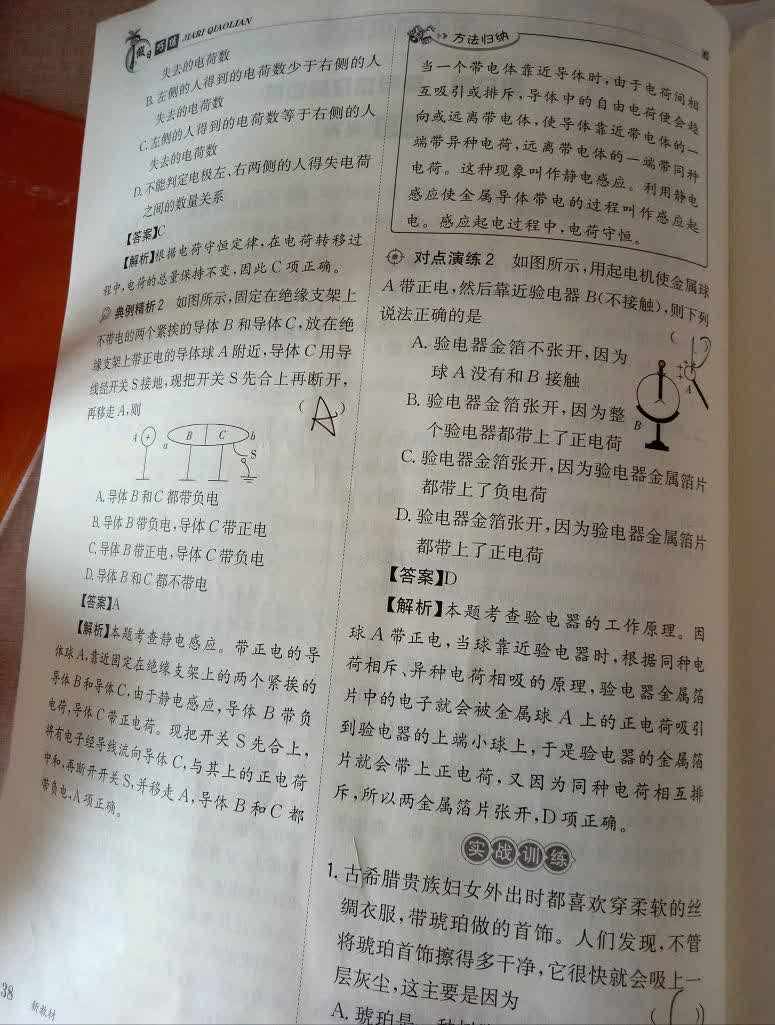 假日巧练 JIARI QIAOLIAN
失去的电荷数
B. 左侧的人得到的电荷数少于右侧的人
失去的电荷数
C. 左侧的人得到的电荷数等于右侧的人
失去的电荷数
D. 不能判定电极左、右两侧的人得失电荷
之间的数量关系
【答案】C
【解析】根据电荷守恒定律,在电荷转移过
程中,电荷的总量保持不变,因此 C 项正确。
典例精析 2 如图所示,固定在绝缘支架上
不带电的两个紧挨的导体 B 和导体 C,放在绝
缘支架上带正电的导体球 A 附近,导体 C 用导
线经开关 S 接地,现把开关 S 先合上再断开,
再移走 A,则
( A )
A + a B C b
S
A. 导体 B 和 C 都带负电
B. 导体 B 带负电,导体 C 带正电
C. 导体 B 带正电,导体 C 带负电
D. 导体 B 和 C 都不带电
【答案】A
【解析】本题考查静电感应。带正电的导
体球 A,靠近固定在绝缘支架上的两个紧挨的
导体 B 和导体 C,由于静电感应,导体 B 带负
电荷,导体 C 带正电荷。现把开关 S 先合上,
将有电子经导线流向导体 C,与其上的正电荷
中和,再断开开关 S,并移走 A,导体 B 和 C 都
带负电,A 项正确。
38
新教材
方法归纳
当一个带电体靠近导体时,由于电荷间相
互吸引或排斥,导体中的自由电荷便会趋
向或远离带电体,使导体靠近带电体的一
端带异种电荷,远离带电体的一端带同种
电荷。这种现象叫作静电感应。利用静电
感应使金属导体带电的过程叫作感应起
电。感应起电过程中,电荷守恒。
对点演练 2 如图所示,用起电机使金属球
A 带正电,然后靠近验电器 B(不接触),则下列
说法正确的是
( D )
A. 验电器金箔不张开,因为
球 A 没有和 B 接触
B. 验电器金箔张开,因为整
个验电器都带上了正电荷
A
B
C. 验电器金箔张开,因为验电器金属箔片
都带上了负电荷
D. 验电器金箔张开,因为验电器金属箔片
都带上了正电荷
【答案】D
【解析】本题考查验电器的工作原理。因
球 A 带正电,当球靠近验电器时,根据同种电
荷相斥、异种电荷相吸的原理,验电器金属箔
片中的电子就会被金属球 A 上的正电荷吸引
到验电器的上端小球上,于是验电器的金属箔
片就会带上正电荷,又因为同种电荷相互排
斥,所以两金属箔片张开,D 项正确。
实战训练
1. 古希腊贵族妇女外出时都喜欢穿柔软的丝
绸衣服,带琥珀做的首饰。人们发现,不管
将琥珀首饰擦得多干净,它很快就会吸上一
层灰尘,这主要是因为
( )
A. 琥珀是一种